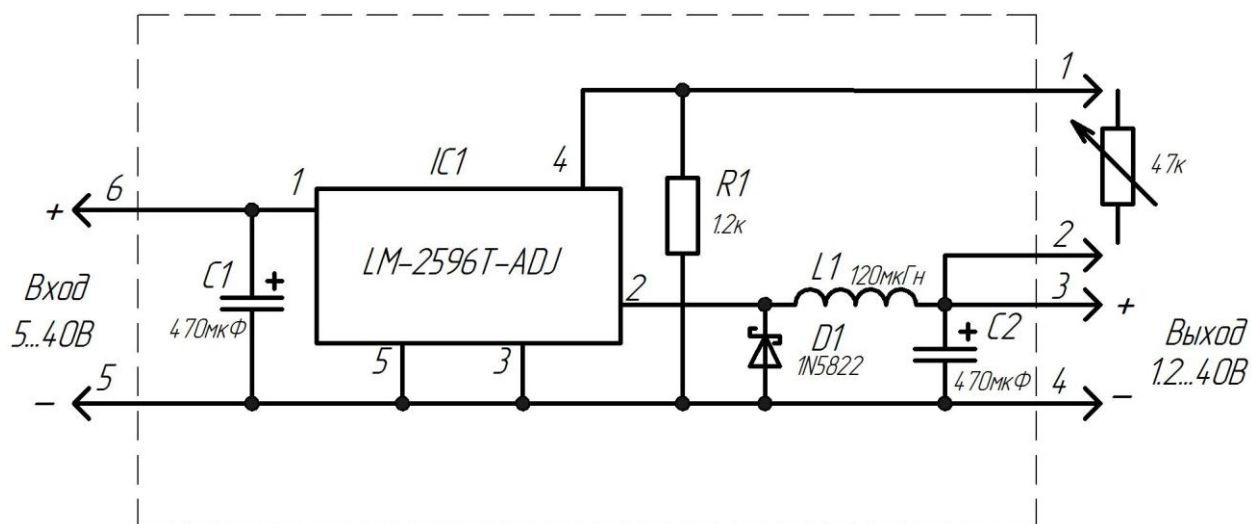 1
IC1
4
R1
1.2к
47к
6
1
+
LM-2596T-ADJ
C1
+
470мкФ
Вход
5...40В
2
L1
120мкГн
2
3
+
D1
1N5822
+
C2
470мкФ
Выход
1.2...40В
5
3
5
4
−
−